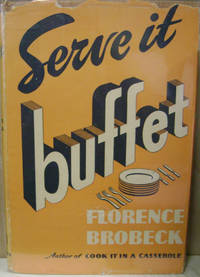 Serve it
buffet
FLORENCE
BROBECK
Author of COOK IT IN A CASSEROLE